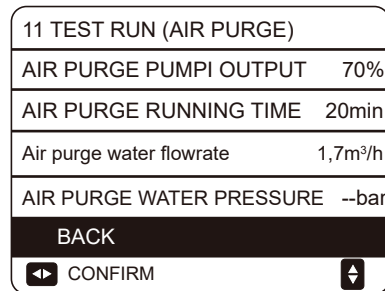 11 TEST RUN (AIR PURGE)
AIR PURGE PUMPI OUTPUT 70%
AIR PURGE RUNNING TIME 20min
Air purge water flowrate 1,7m³/h
AIR PURGE WATER PRESSURE --bar
BACK
CONFIRM